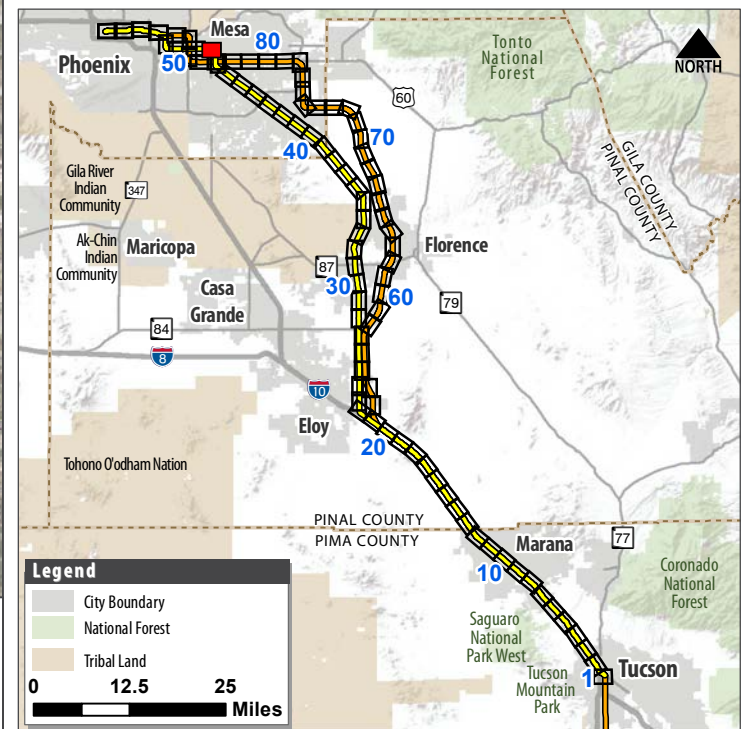 Mesa
80
Phoenix
50
Tonto
National
Forest
NORTH
60
70
40
GILA COUNTY
PINAL COUNTY
Gila River
Indian
Community
347
Ak-Chin
Indian
Community
Maricopa
Florence
87
30
60
Casa
Grande
79
84
8
10
Eloy
20
Tohono O'odham Nation
PINAL COUNTY
PIMA COUNTY
Marana
77
10
Coronado
National
Forest
Saguaro
National
Park West
Tucson
Mountain
Park
1
Tucson
Legend
City Boundary
National Forest
Tribal Land
0 12.5 25
Miles